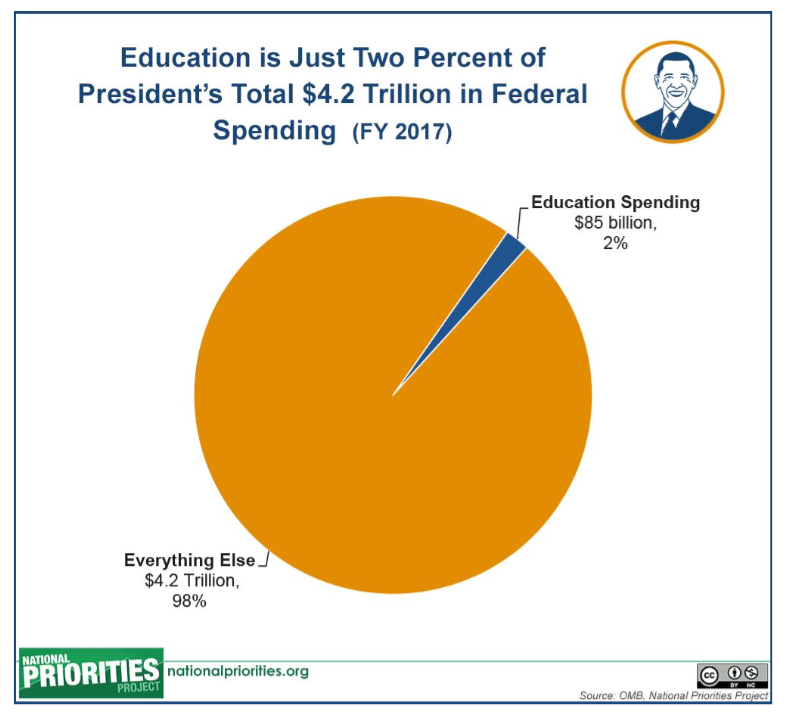 Education is Just Two Percent of
President's Total $4.2 Trillion in Federal
Spending (FY 2017)
Education Spending
$85 billion,
2%
Everything Else
$4.2 Trillion,
98%
NATIONAL
PRIORITIES
PROJECT
nationalpriorities.org
cc
BY NC
Source: OMB, National Priorities Project